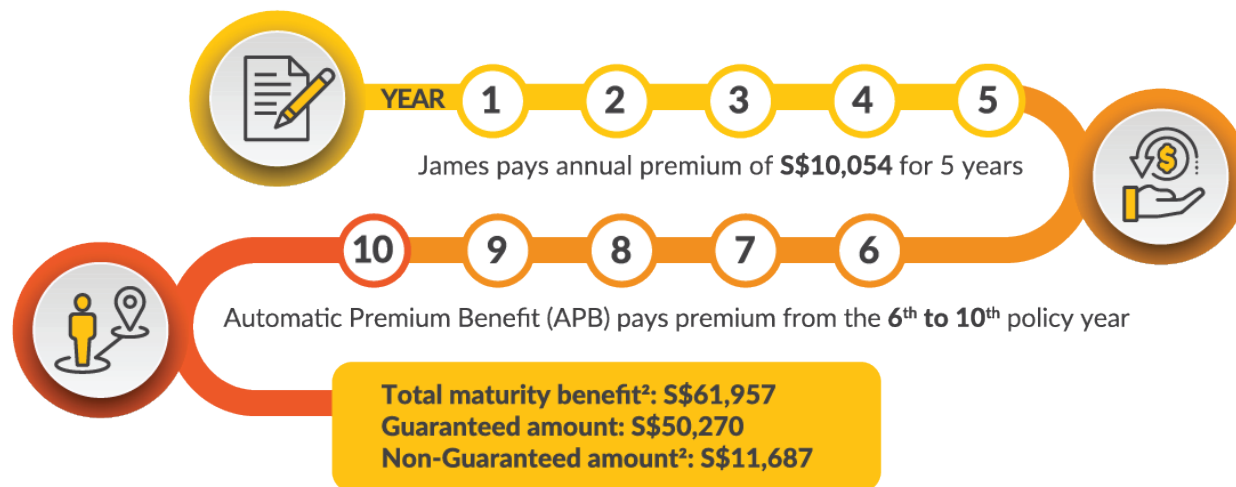 YEAR 1 2 3 4 5
James pays annual premium of S$10,054 for 5 years
10 9 8 7 6
Automatic Premium Benefit (APB) pays premium from the 6th to 10th policy year
Total maturity benefit²: S$61,957
Guaranteed amount: S$50,270
Non-Guaranteed amount²: S$11,687